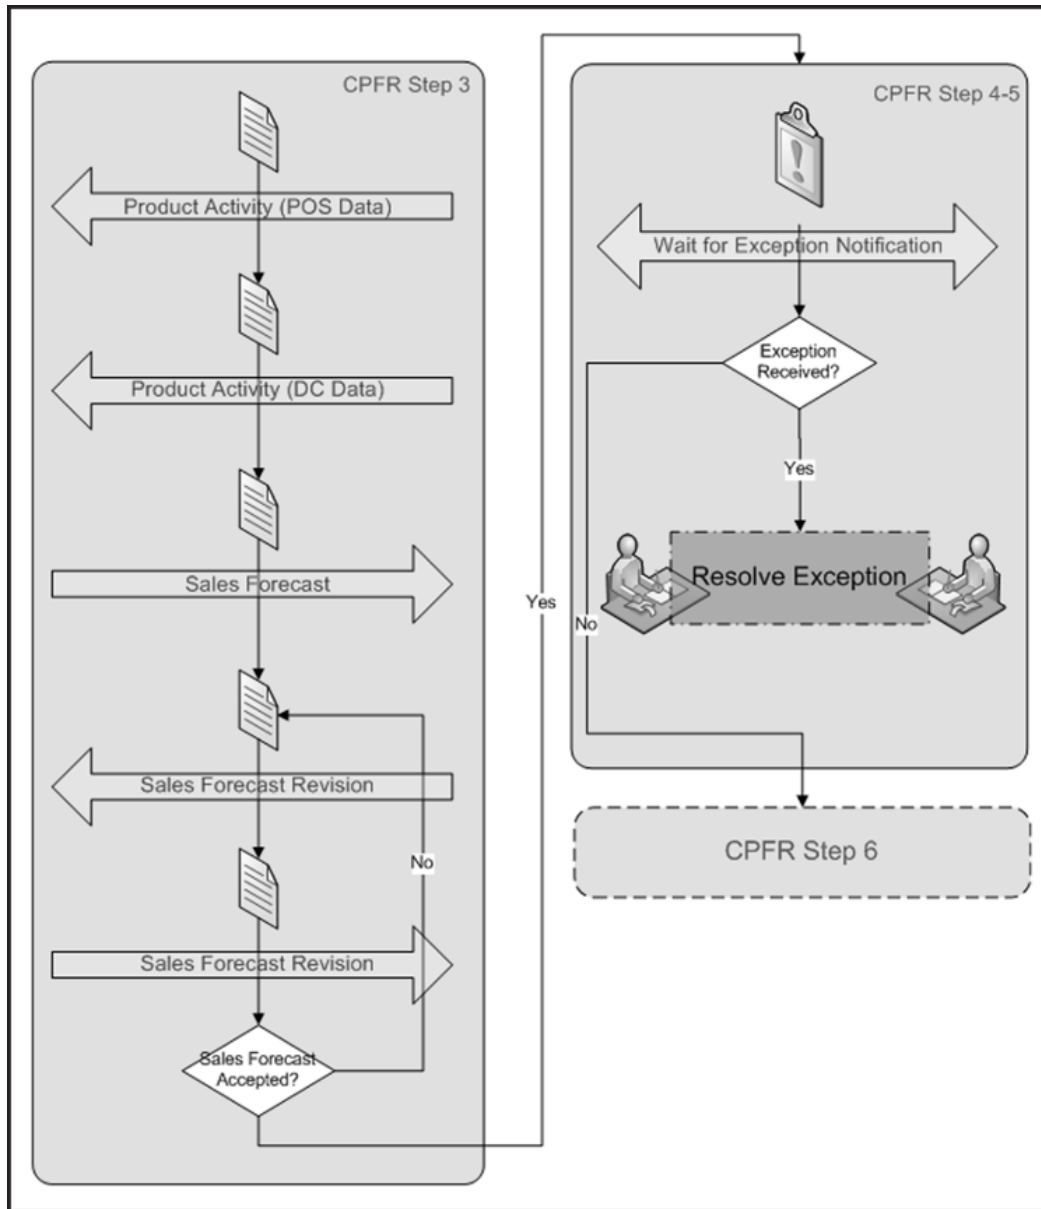 CPFR Step 3
Product Activity (POS Data)
Product Activity (DC Data)
Sales Forecast
Sales Forecast Revision
No
Sales Forecast Revision
Sales Forecast
Accepted?
Yes
CPFR Step 4-5
Wait for Exception Notification
Exception
Received?
Yes
Resolve Exception
No
CPFR Step 6